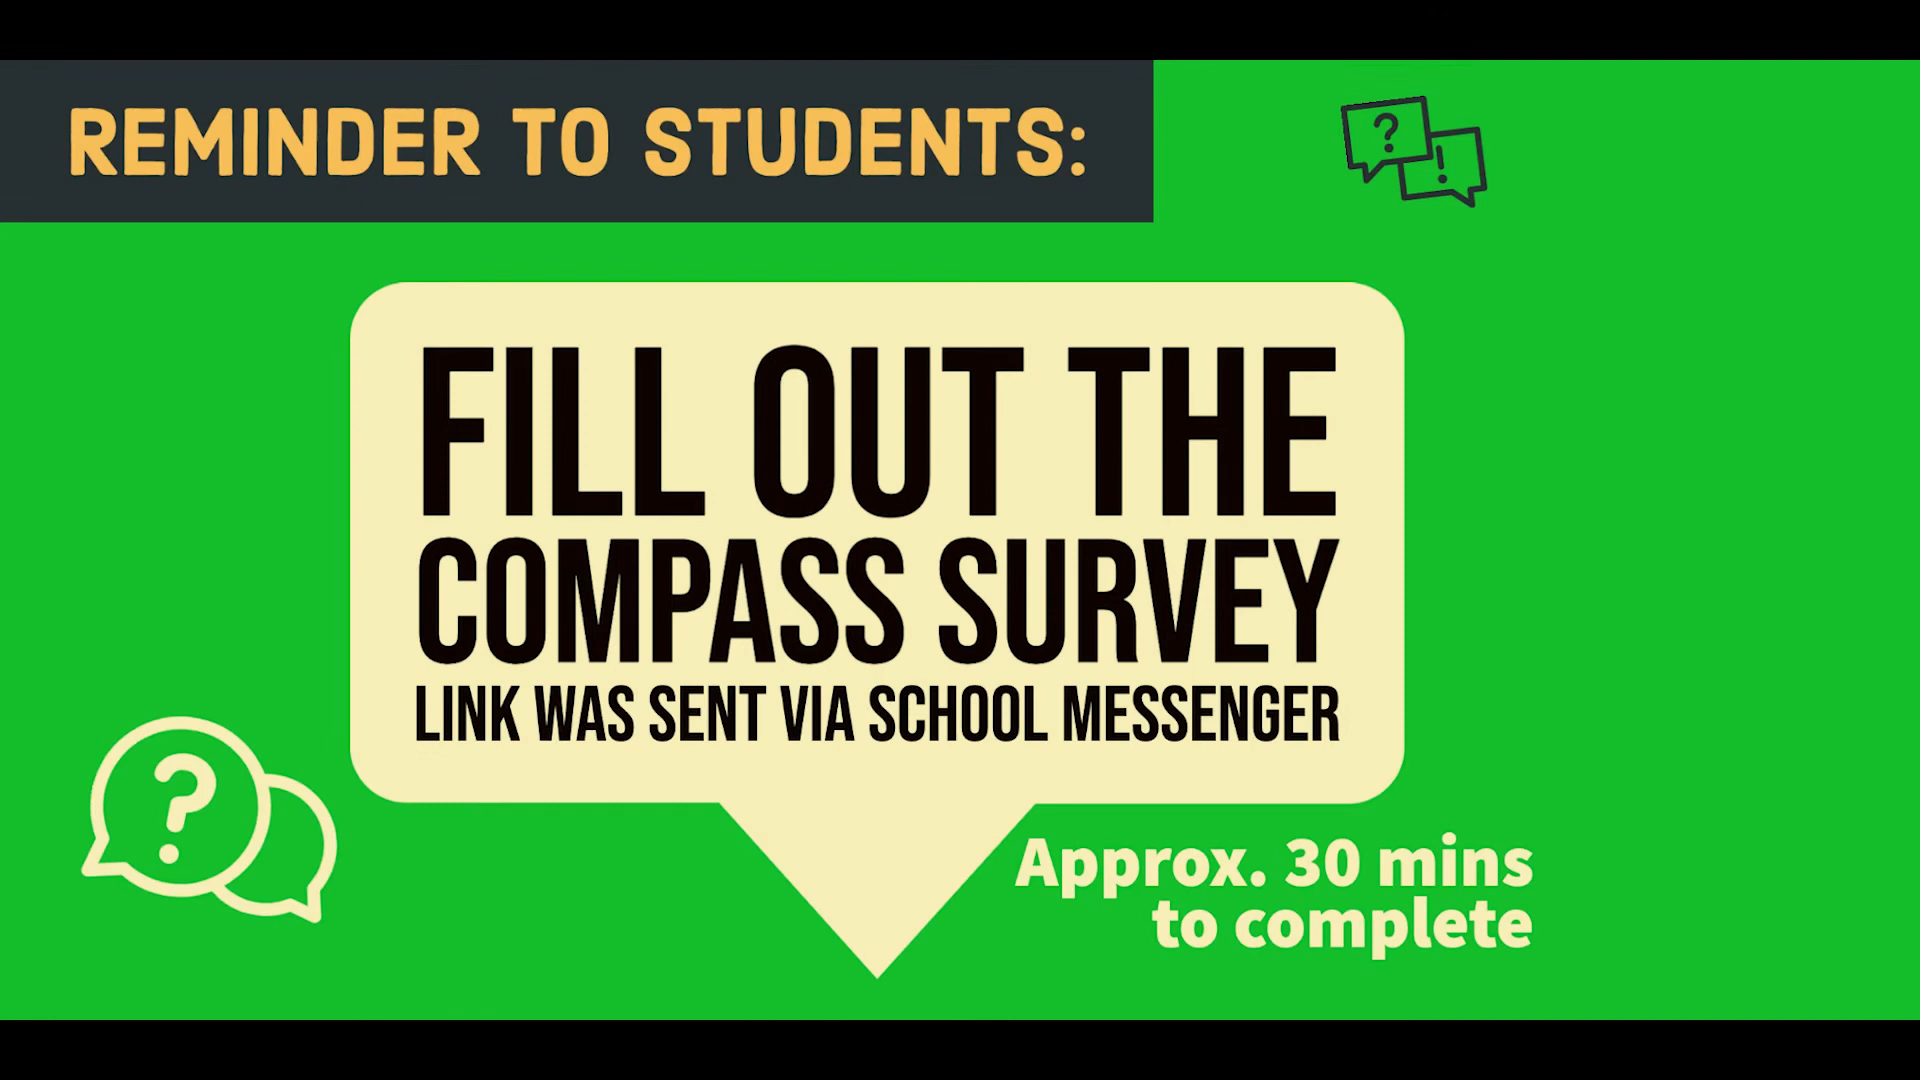 REMINDER TO STUDENTS:
FILL OUT THE
COMPASS SURVEY
LINK WAS SENT VIA SCHOOL MESSENGER
Approx. 30 mins
to complete